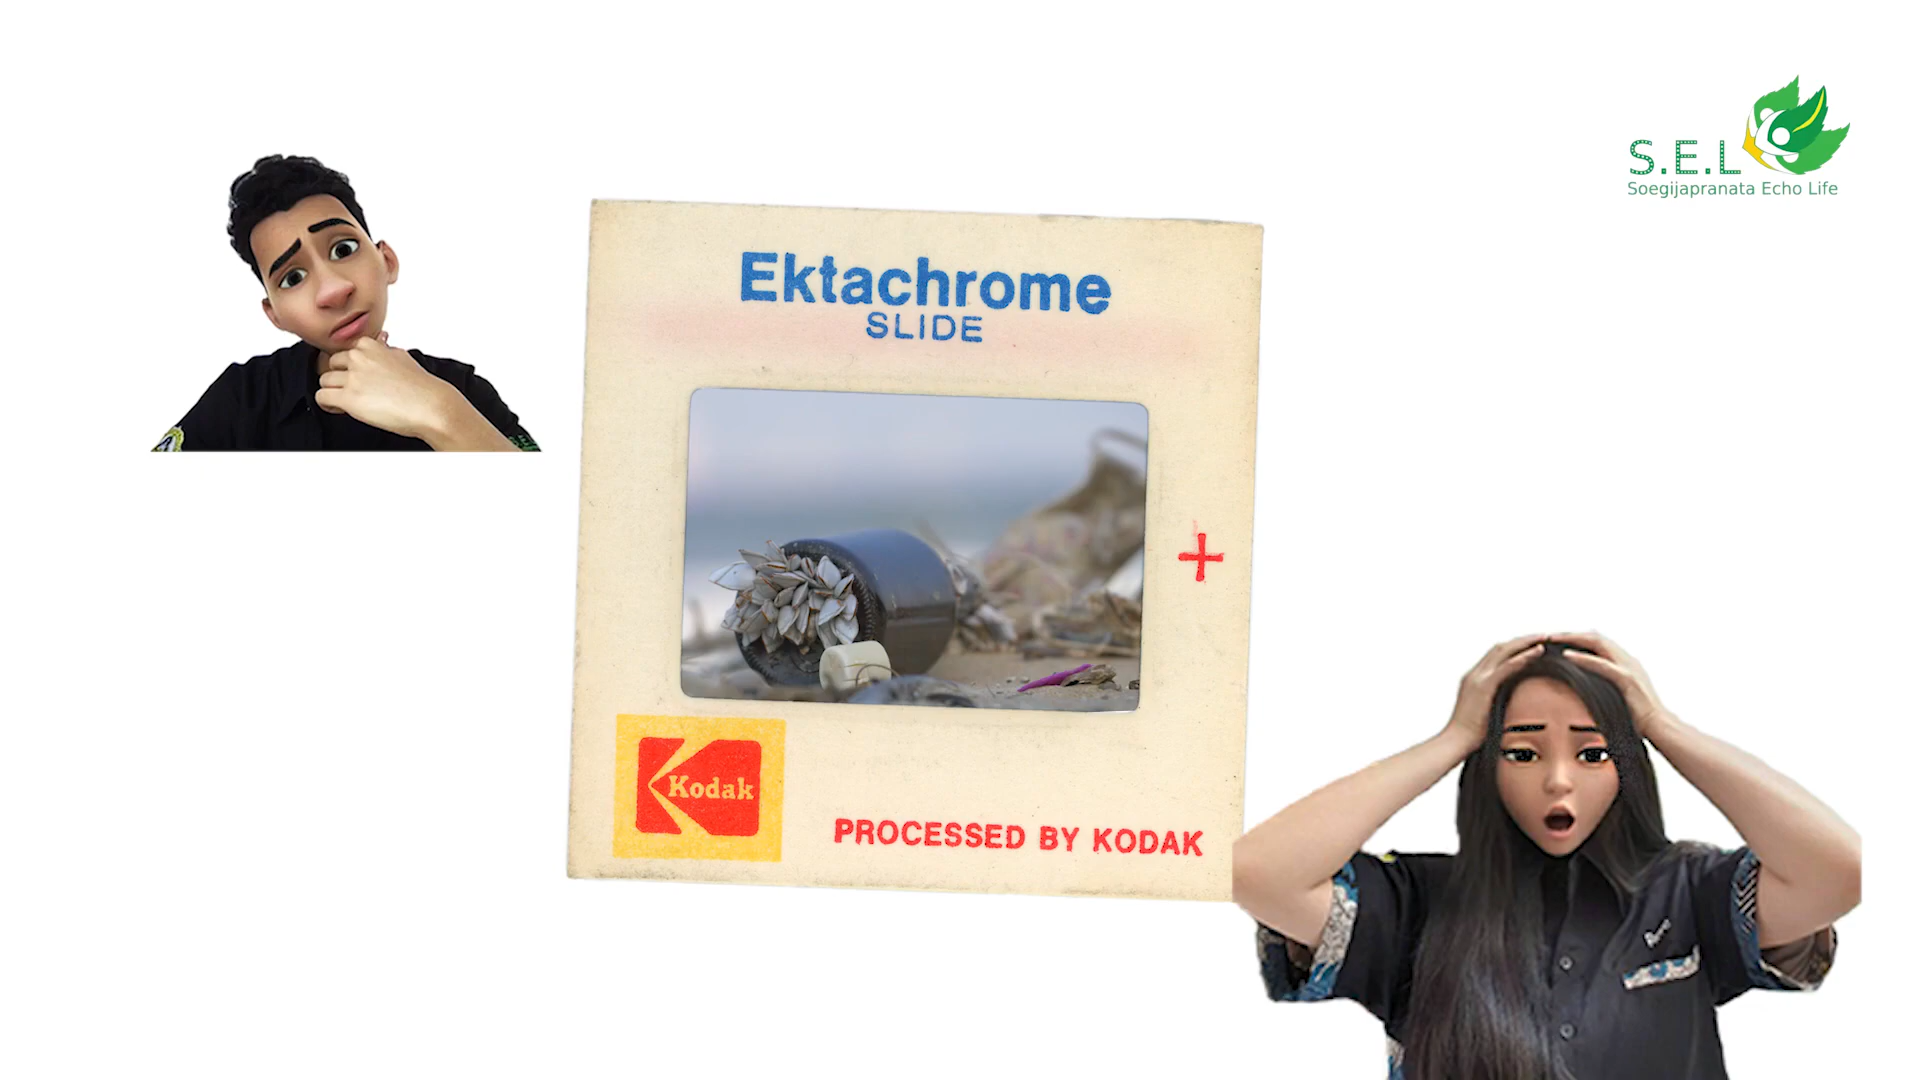 S.E.L
Soegijapranata Echo Life
Ektachrome
SLIDE
Kodak
PROCESSED BY KODAK